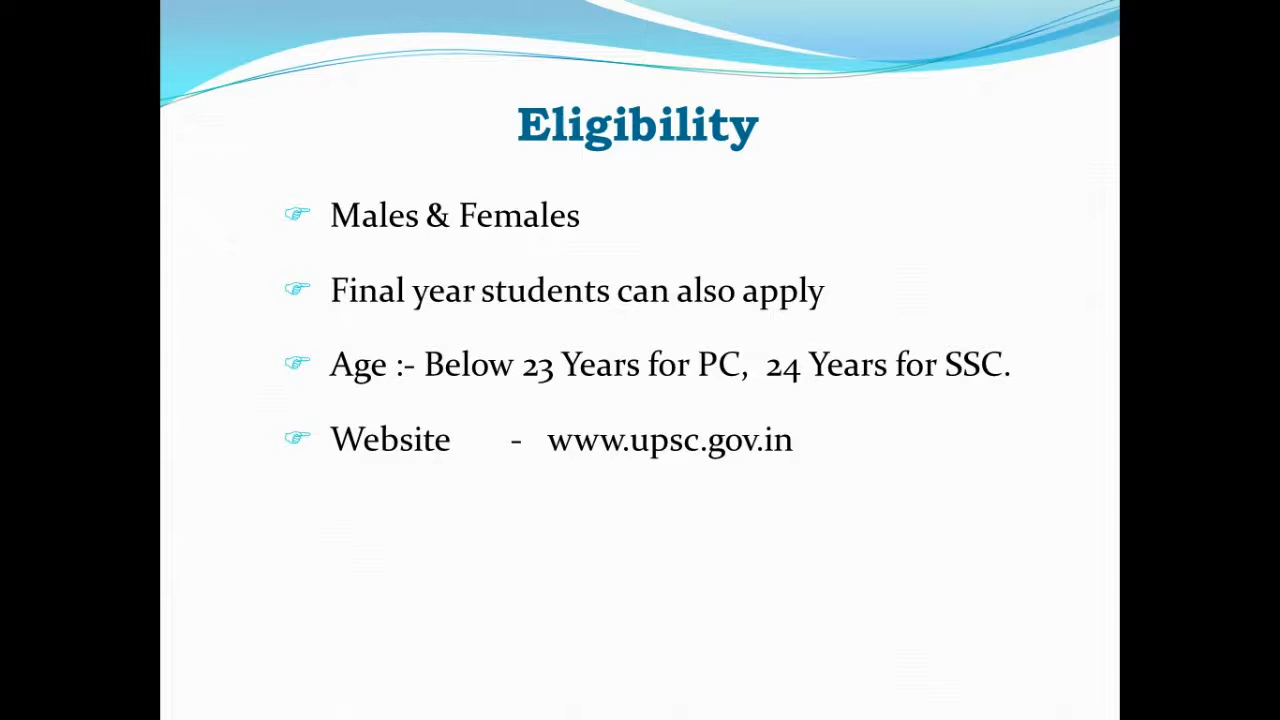 Eligibility
Males & Females
Final year students can also apply
Age :- Below 23 Years for PC, 24 Years for SSC.
Website - www.upsc.gov.in